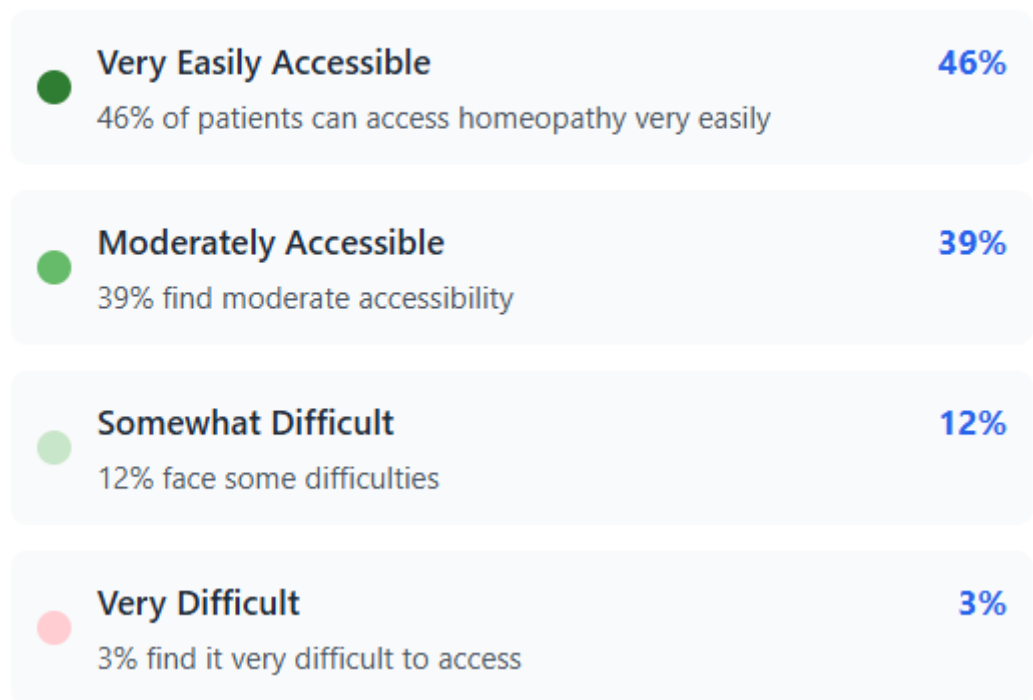 Very Easily Accessible 46%
46% of patients can access homeopathy very easily
Moderately Accessible 39%
39% find moderate accessibility
Somewhat Difficult 12%
12% face some difficulties
Very Difficult 3%
3% find it very difficult to access